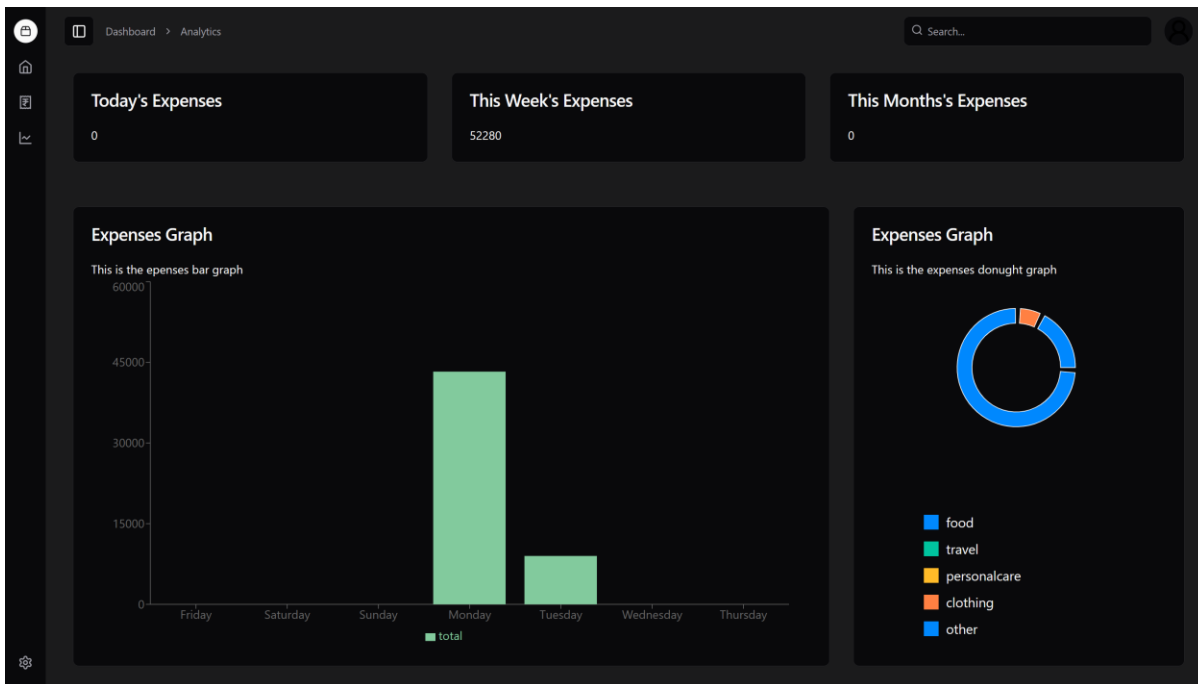 Dashboard > Analytics
Search...
Today's Expenses
0
This Week's Expenses
52280
This Months's Expenses
0
Expenses Graph
This is the epenses bar graph
60000
45000
30000
15000
0
Friday Saturday Sunday Monday Tuesday Wednesday Thursday
total
Expenses Graph
This is the expenses donught graph
food
travel
personalcare
clothing
other